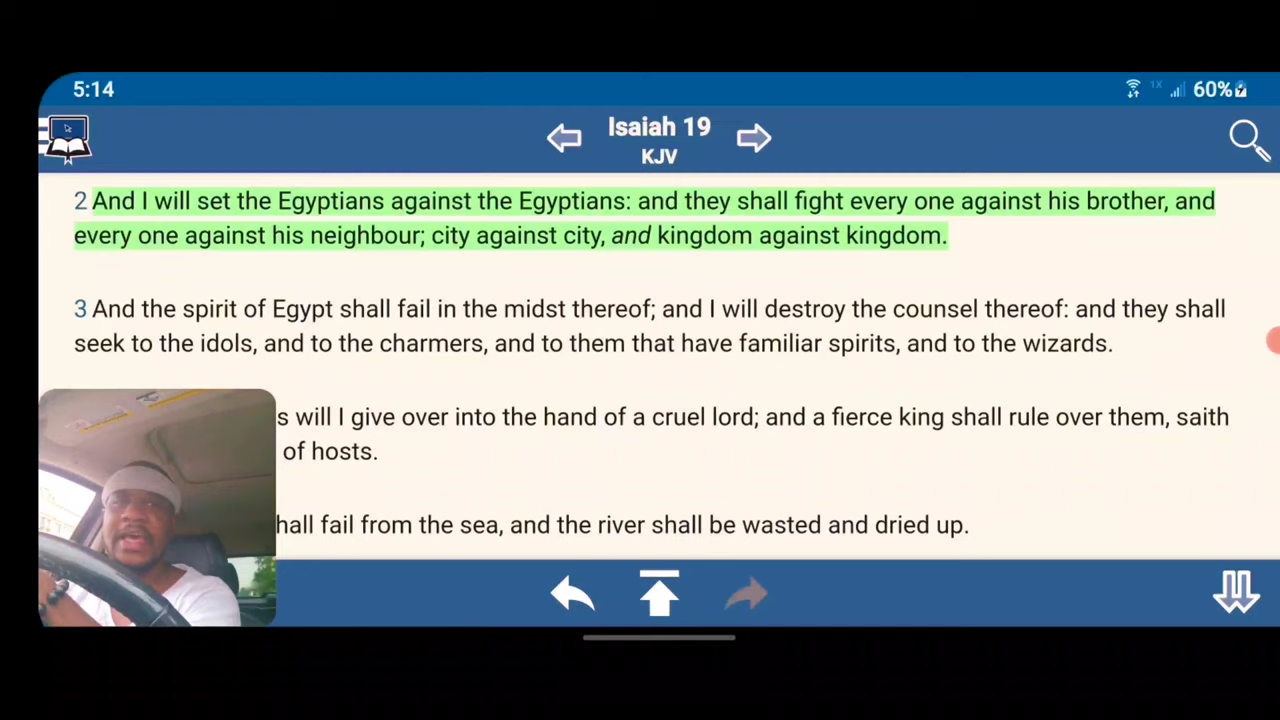 5:14
1X
60%
Isaiah 19
KJV
2 And I will set the Egyptians against the Egyptians: and they shall fight every one against his brother, and
every one against his neighbour; city against city, and kingdom against kingdom.
3 And the spirit of Egypt shall fail in the midst thereof; and I will destroy the counsel thereof: and they shall
seek to the idols, and to the charmers, and to them that have familiar spirits, and to the wizards.
s will I give over into the hand of a cruel lord; and a fierce king shall rule over them, saith
of hosts.
hall fail from the sea, and the river shall be wasted and dried up.